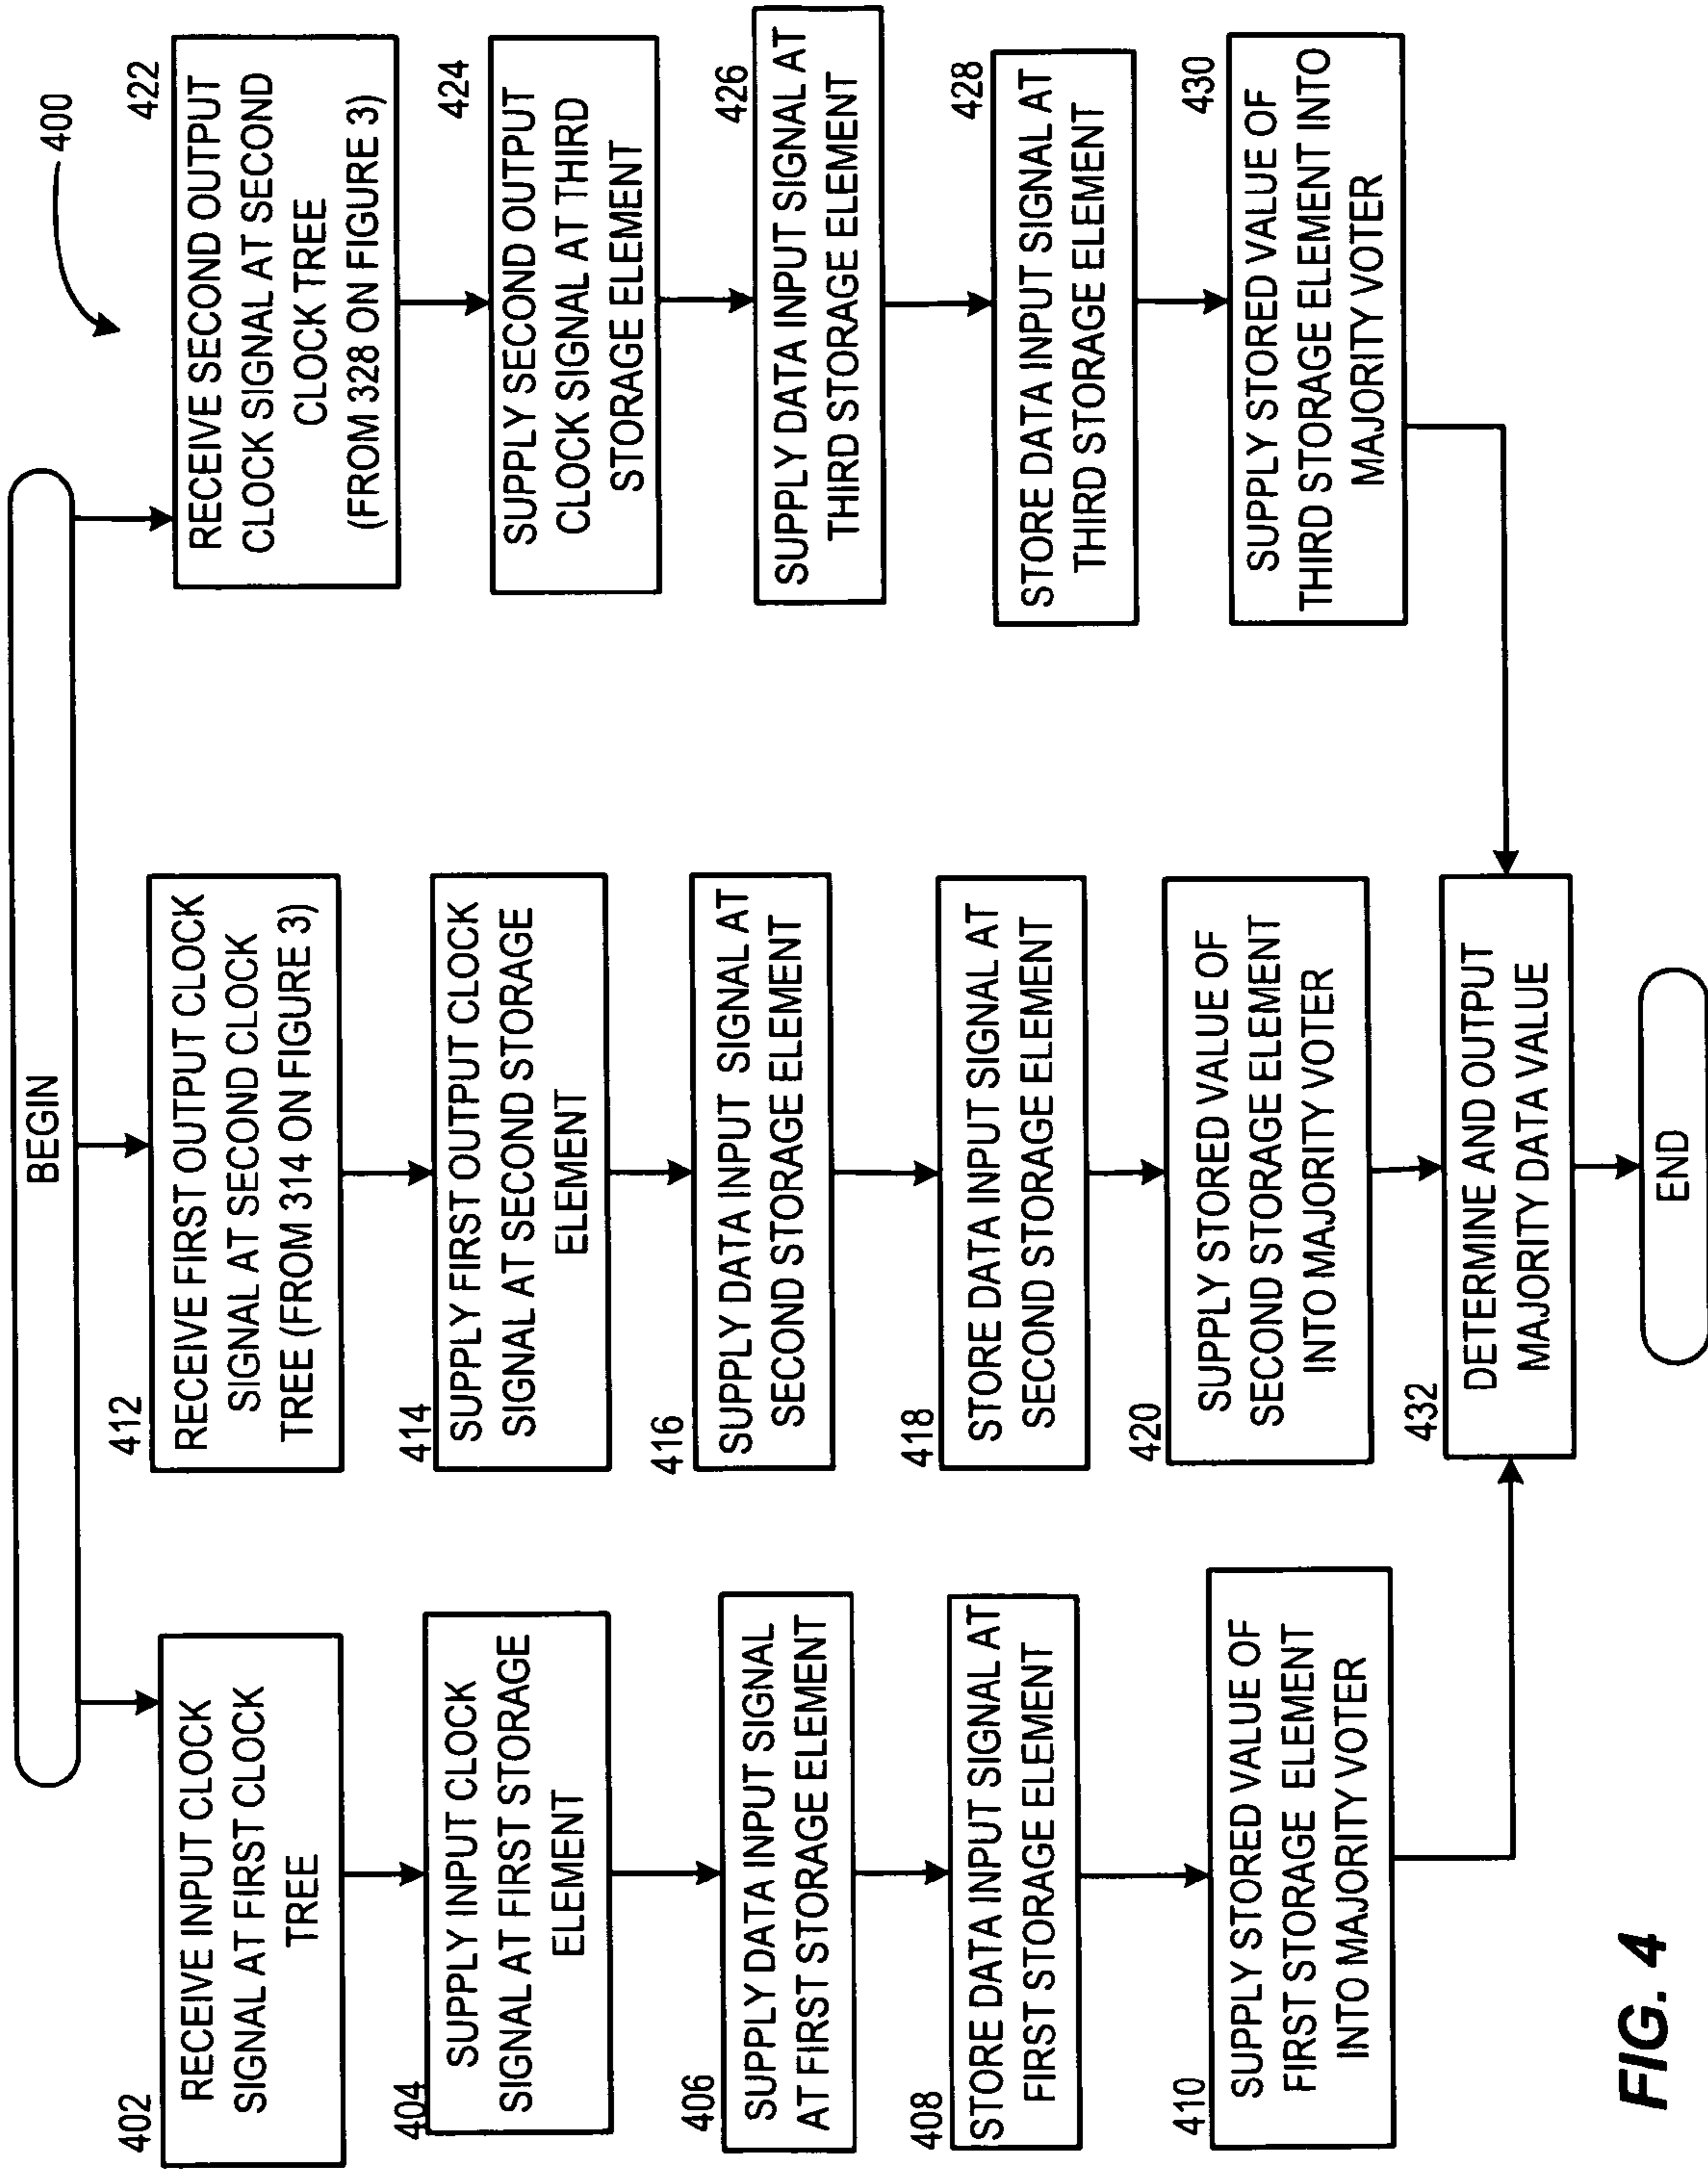 400
BEGIN
402
RECEIVE INPUT CLOCK
SIGNAL AT FIRST CLOCK
TREE
404
SUPPLY INPUT CLOCK
SIGNAL AT FIRST STORAGE
ELEMENT
406
SUPPLY DATA INPUT SIGNAL
AT FIRST STORAGE ELEMENT
408
STORE DATA INPUT SIGNAL AT
FIRST STORAGE ELEMENT
410
SUPPLY STORED VALUE OF
FIRST STORAGE ELEMENT
INTO MAJORITY VOTER
412
RECEIVE FIRST OUTPUT CLOCK
SIGNAL AT SECOND CLOCK
TREE (FROM 314 ON FIGURE 3)
414
SUPPLY FIRST OUTPUT CLOCK
SIGNAL AT SECOND STORAGE
ELEMENT
416
SUPPLY DATA INPUT SIGNAL AT
SECOND STORAGE ELEMENT
418
STORE DATA INPUT SIGNAL AT
SECOND STORAGE ELEMENT
420
SUPPLY STORED VALUE OF
SECOND STORAGE ELEMENT
INTO MAJORITY VOTER
422
RECEIVE SECOND OUTPUT
CLOCK SIGNAL AT SECOND
CLOCK TREE
(FROM 328 ON FIGURE 3)
424
SUPPLY SECOND OUTPUT
CLOCK SIGNAL AT THIRD
STORAGE ELEMENT
426
SUPPLY DATA INPUT SIGNAL AT
THIRD STORAGE ELEMENT
428
STORE DATA INPUT SIGNAL AT
THIRD STORAGE ELEMENT
430
SUPPLY STORED VALUE OF
THIRD STORAGE ELEMENT INTO
MAJORITY VOTER
432
DETERMINE AND OUTPUT
MAJORITY DATA VALUE
END
FIG. 4